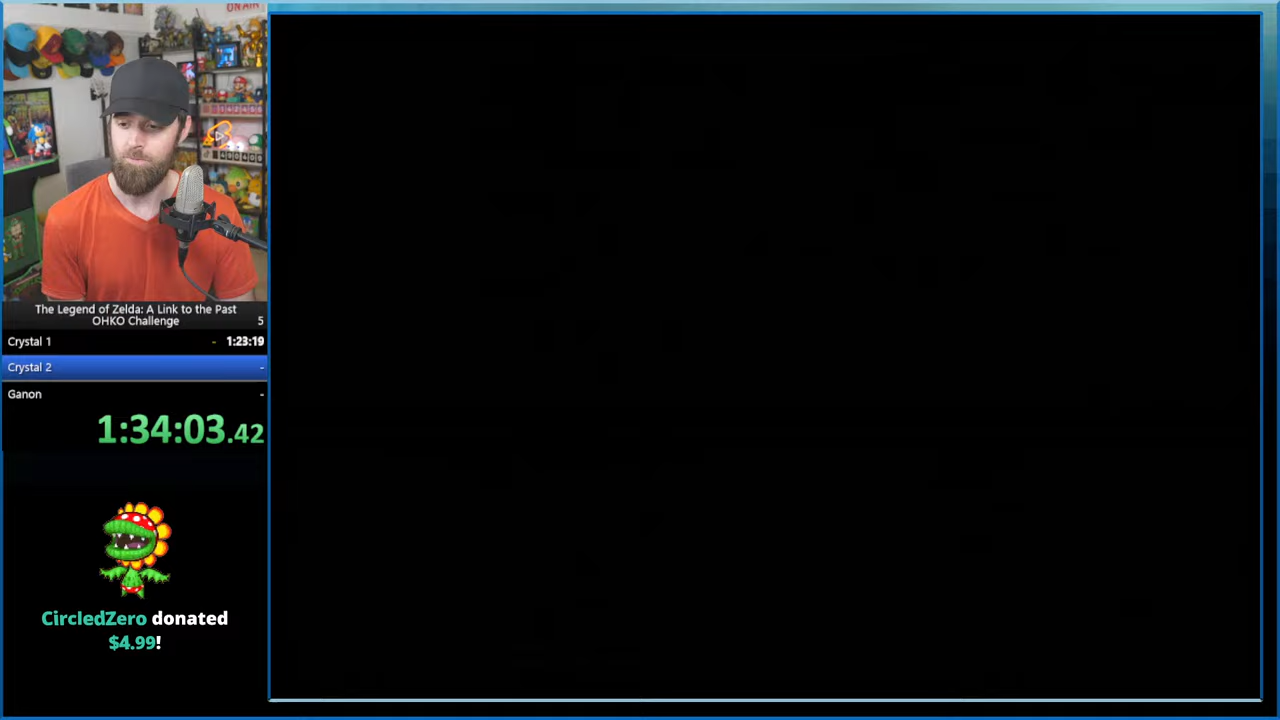 ON AIR
The Legend of Zelda: A Link to the Past
OHKO Challenge
5
Crystal 1 - 1:23:19
Crystal 2 -
Ganon -
1:34:03.42
CircledZero donated
$4.99!